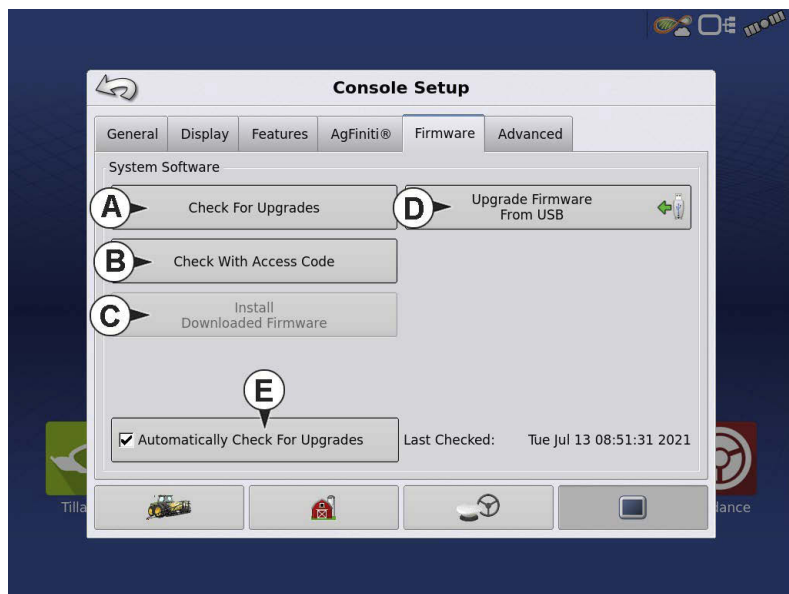 Console Setup
General Display Features AgFiniti® Firmware Advanced
System Software
A Check For Upgrades D Upgrade Firmware
From USB
B Check With Access Code
C Install
Downloaded Firmware
E
Automatically Check For Upgrades Last Checked: Tue Jul 13 08:51:31 2021
Tilla dance